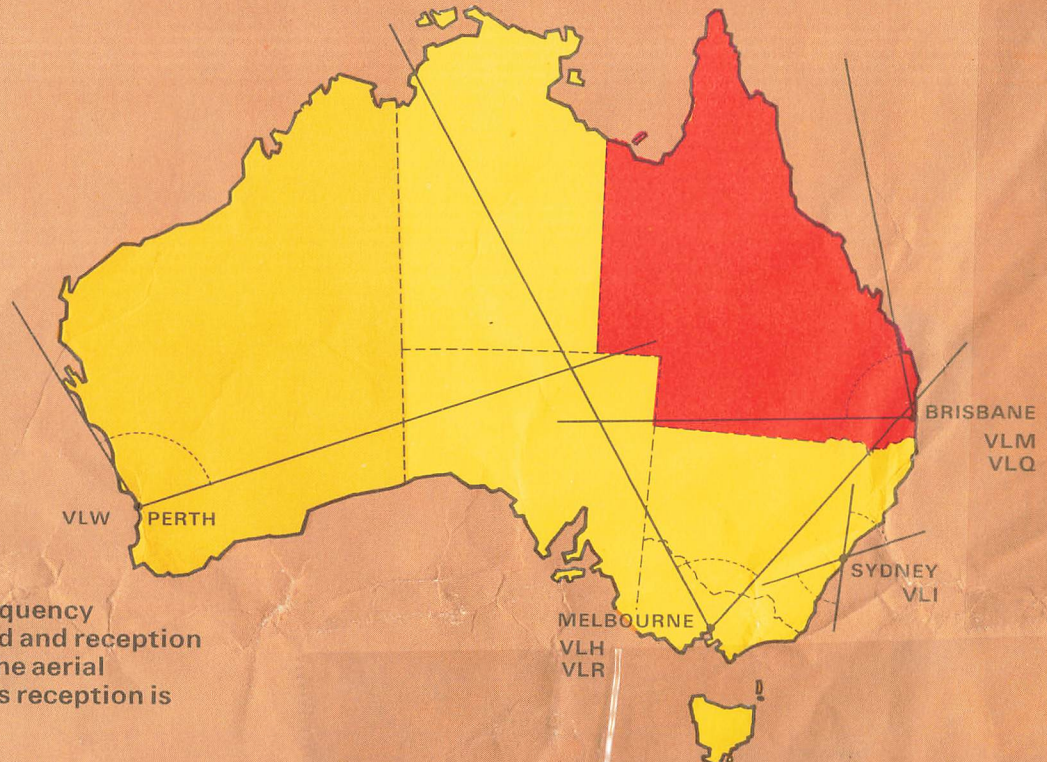 BRISBANE
VLM
VLQ
VLW PERTH
SYDNEY
VLI
MELBOURNE
VLH
VLR
quency
d and reception
ne aerial
s reception is